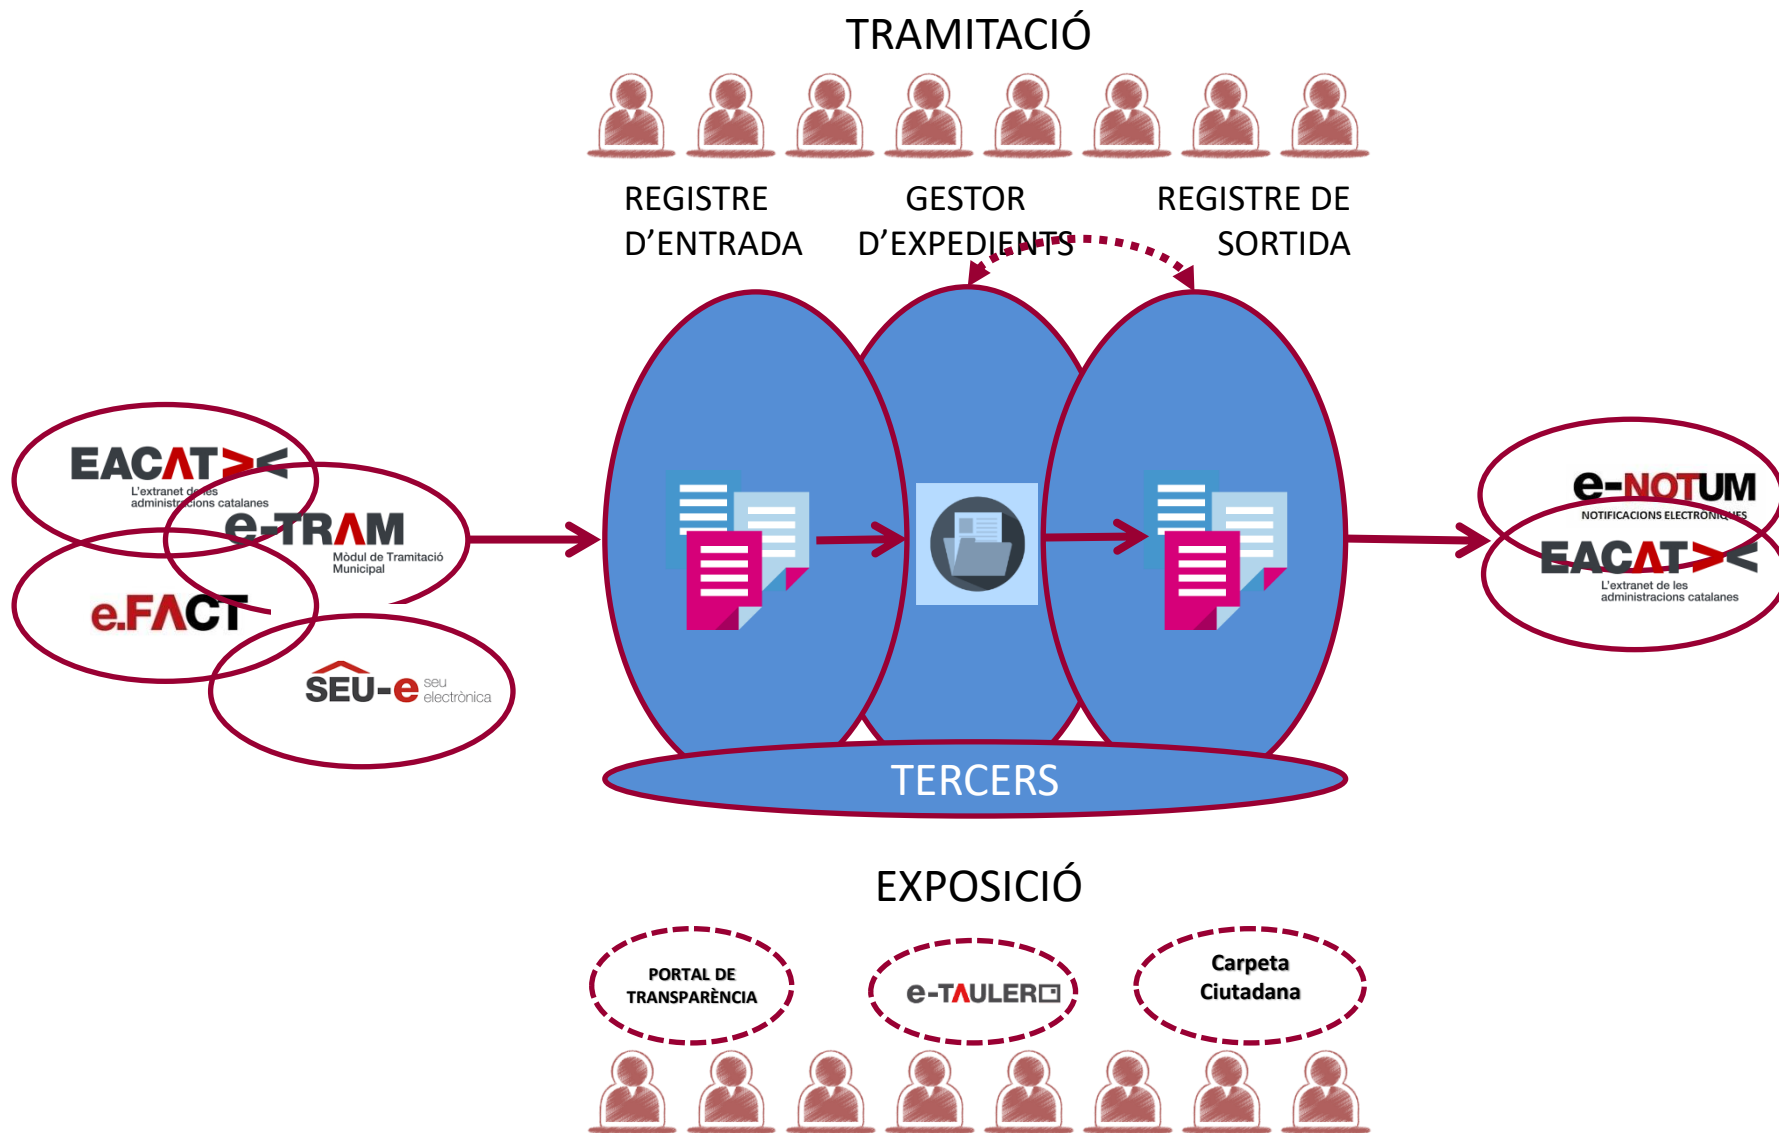 TRAMITACIÓ
REGISTRE
D’ENTRADA
GESTOR
D’EXPEDIENTS
REGISTRE DE
SORTIDA
EACAT
L'extranet de les
administracions catalanes
e-TRAM
Mòdul de Tramitació
Municipal
e.FACT
SEU-e seu
electrònica
e-NOTUM
NOTIFICACIONS ELECTRÒNIQUES
EACAT
L'extranet de les
administracions catalanes
TERCERS
EXPOSICIÓ
PORTAL DE
TRANSPARÈNCIA
e-TAULER
Carpeta
Ciutadana